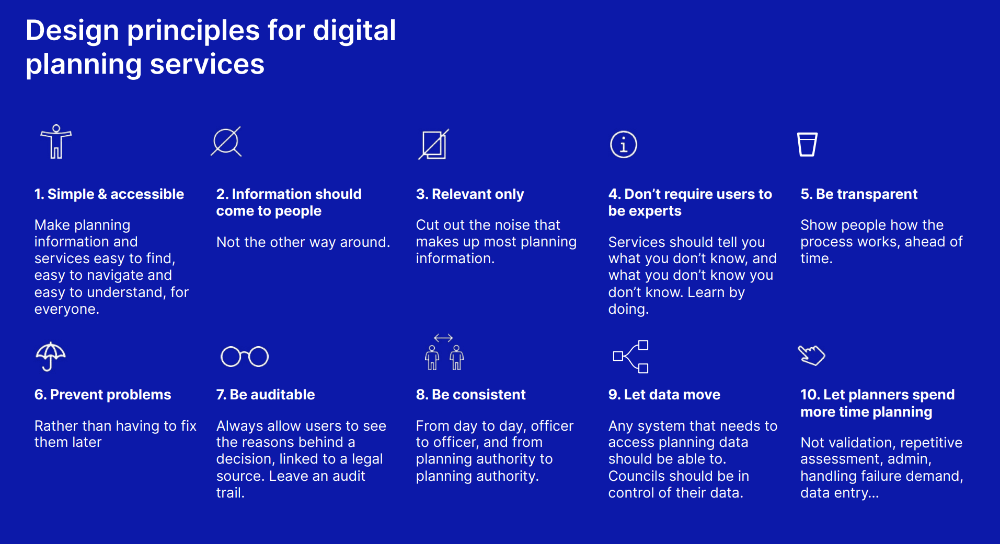 Design principles for digital
planning services
1. Simple & accessible
Make planning
information and
services easy to find,
easy to navigate and
easy to understand, for
everyone.
2. Information should
come to people
Not the other way around.
3. Relevant only
Cut out the noise that
makes up most planning
information.
4. Don’t require users to
be experts
Services should tell you
what you don’t know, and
what you don’t know you
don’t know. Learn by
doing.
5. Be transparent
Show people how the
process works, ahead of
time.
6. Prevent problems
Rather than having to fix
them later
7. Be auditable
Always allow users to see
the reasons behind a
decision, linked to a legal
source. Leave an audit
trail.
8. Be consistent
From day to day, officer
to officer, and from
planning authority to
planning authority.
9. Let data move
Any system that needs to
access planning data
should be able to.
Councils should be in
control of their data.
10. Let planners spend
more time planning
Not validation, repetitive
assessment, admin,
handling failure demand,
data entry...